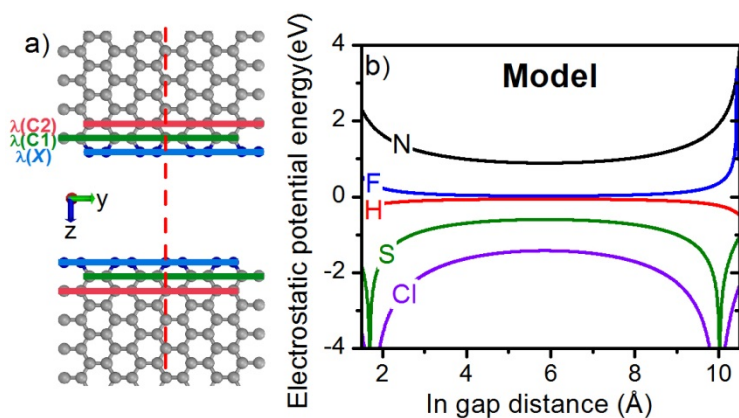 a)
λ(C2)
λ(C1)
λ(X)
y
z
b)
Model
Electrostatic potential energy(eV)
4
2
0
-2
-4
N
F
H
S
Cl
2 4 6 8 10
In gap distance (Å)